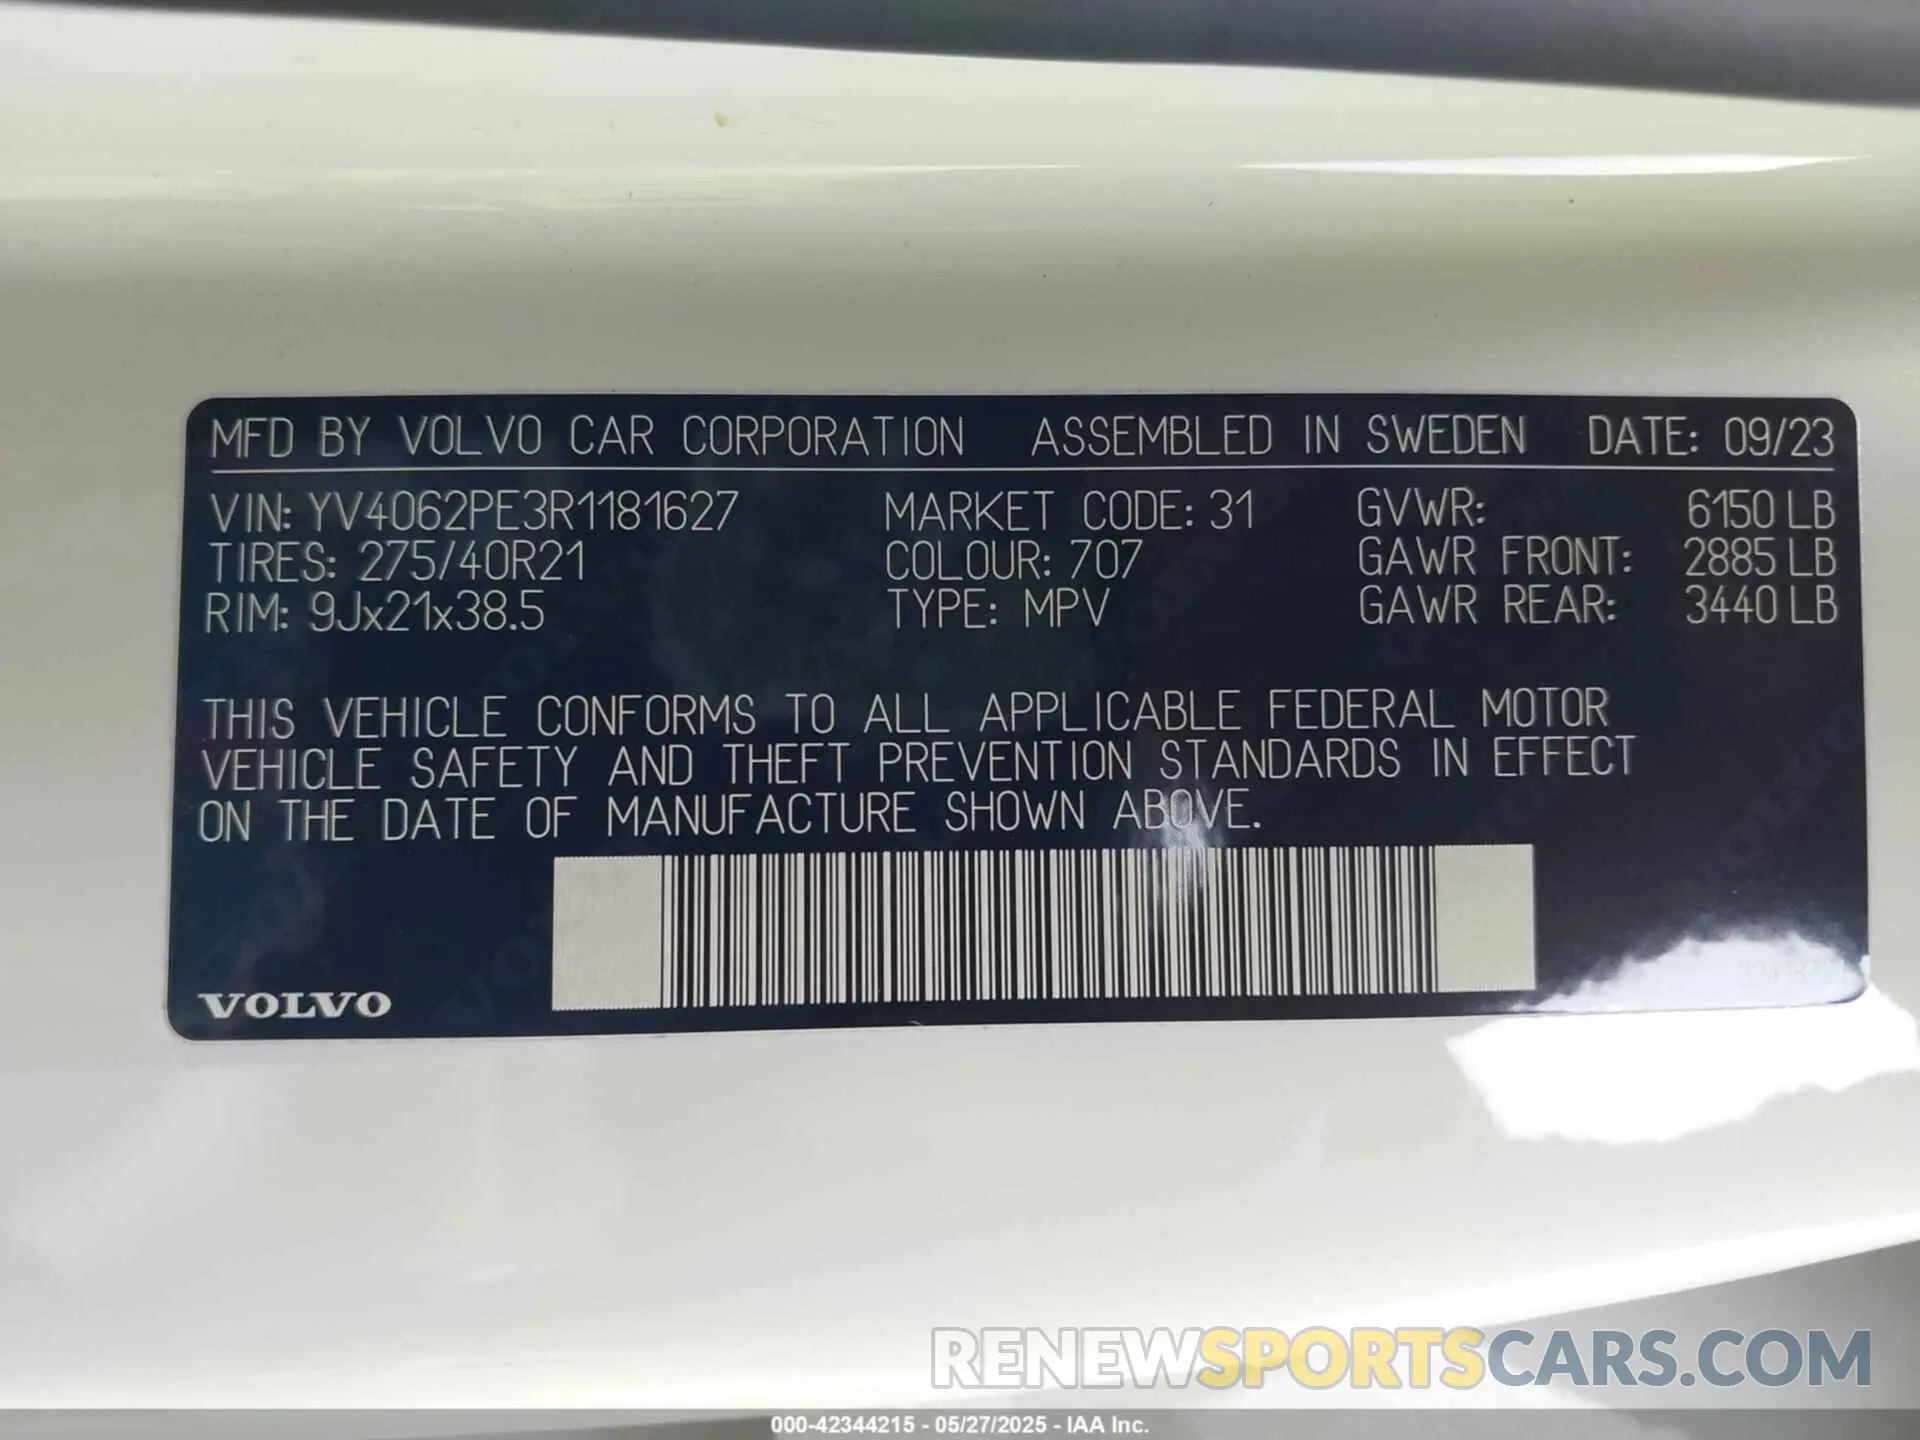 MFD BY VOLVO CAR CORPORATION ASSEMBLED IN SWEDEN DATE: 09/23
VIN: YV4062PE3R1181627 MARKET CODE: 31 GVWR: 6150 LB
TIRES: 275/40R21 COLOUR: 707 GAWR FRONT: 2885 LB
RIM: 9Jx21x38.5 TYPE: MPV GAWR REAR: 3440 LB
THIS VEHICLE CONFORMS TO ALL APPLICABLE FEDERAL MOTOR
VEHICLE SAFETY AND THEFT PREVENTION STANDARDS IN EFFECT
ON THE DATE OF MANUFACTURE SHOWN ABOVE.
VOLVO
RENEWSPORTSCARS.COM
000-42344215 - 05/27/2025 - IAA Inc.